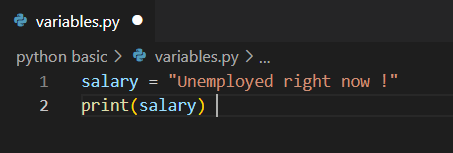 variables.py
python basic > variables.py > ...
1 salary = "Unemployed right now !"
2 print(salary)